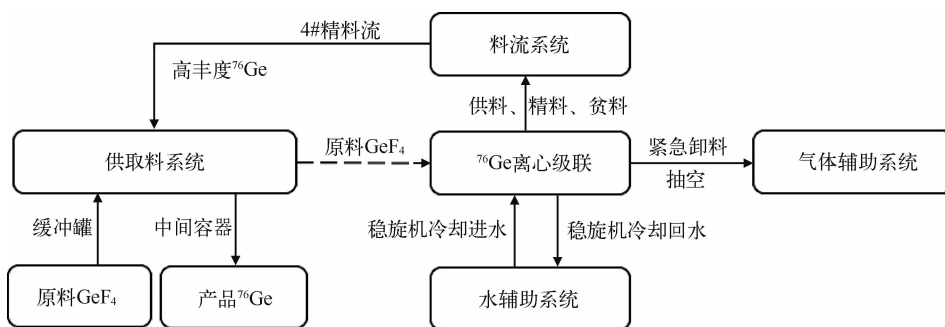 4#精料流
料流系统
高丰度⁷⁶Ge
供料、精料、贫料
供取料系统
原料GeF₄
⁷⁶Ge离心级联
紧急卸料
抽空
气体辅助系统
缓冲罐
中间容器
稳旋机冷却进水
稳旋机冷却回水
原料GeF₄
产品⁷⁶Ge
水辅助系统